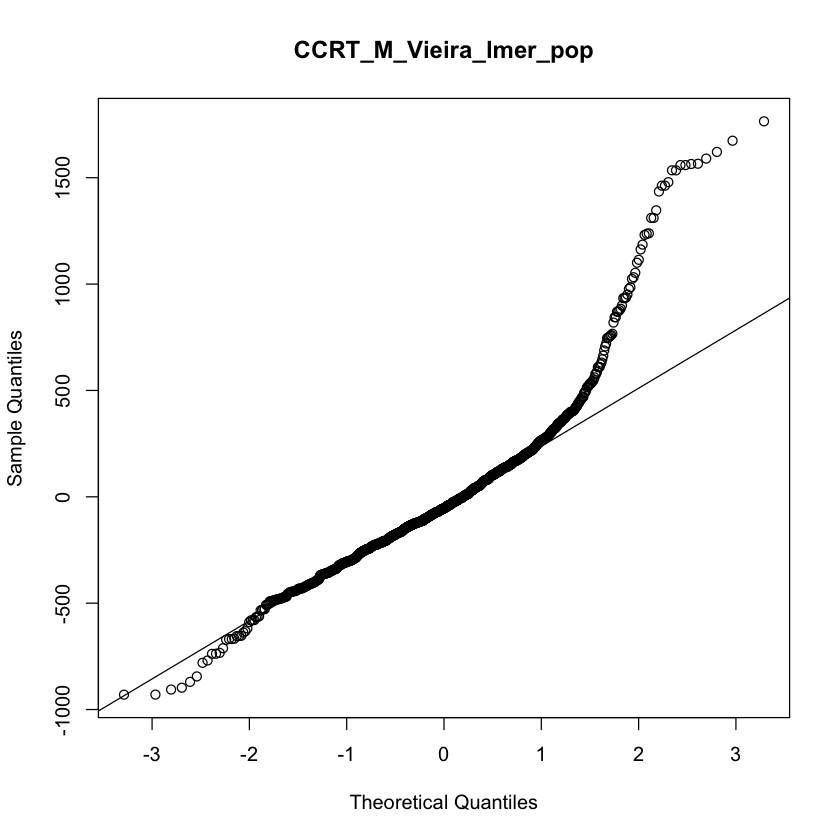 CCRT_M_Vieira_lmer_pop
1500
1000
500
0
-500
-1000
Sample Quantiles
-3 -2 -1 0 1 2 3
Theoretical Quantiles